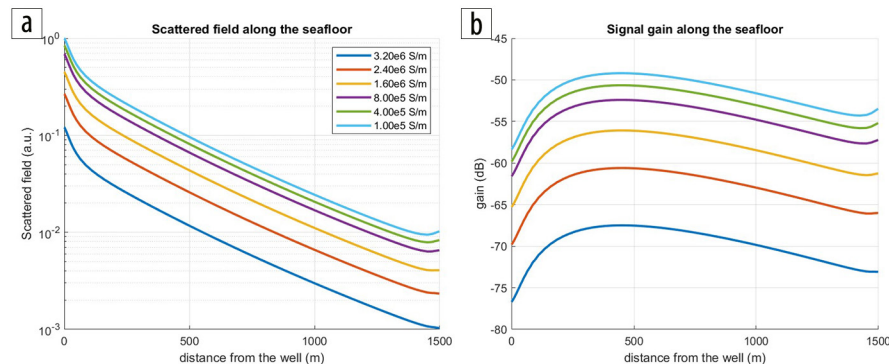 a
Scattered field along the seafloor
10⁰
10⁻¹
10⁻²
10⁻³
Scattered field (a.u.)
3.20e6 S/m
2.40e6 S/m
1.60e6 S/m
8.00e5 S/m
4.00e5 S/m
1.00e5 S/m
0
500
1000
1500
distance from the well (m)
b
Signal gain along the seafloor
-45
-50
-55
-60
-65
-70
-75
-80
gain (dB)
0
500
1000
1500
distance from the well (m)